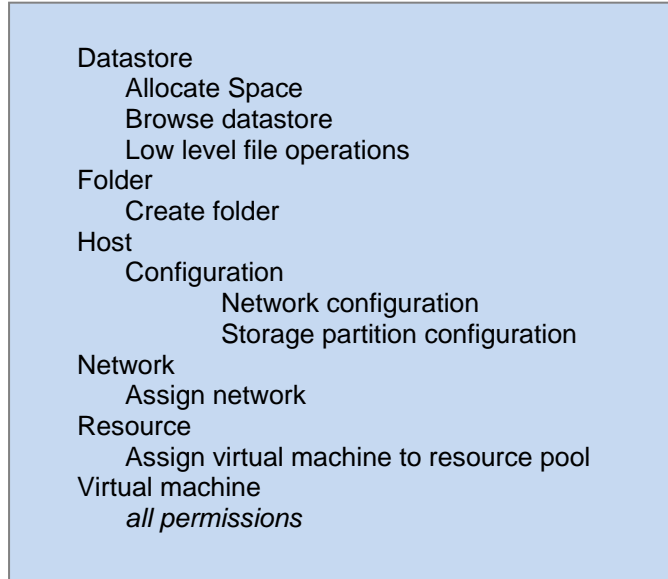 Datastore
Allocate Space
Browse datastore
Low level file operations
Folder
Create folder
Host
Configuration
Network configuration
Storage partition configuration
Network
Assign network
Resource
Assign virtual machine to resource pool
Virtual machine
all permissions